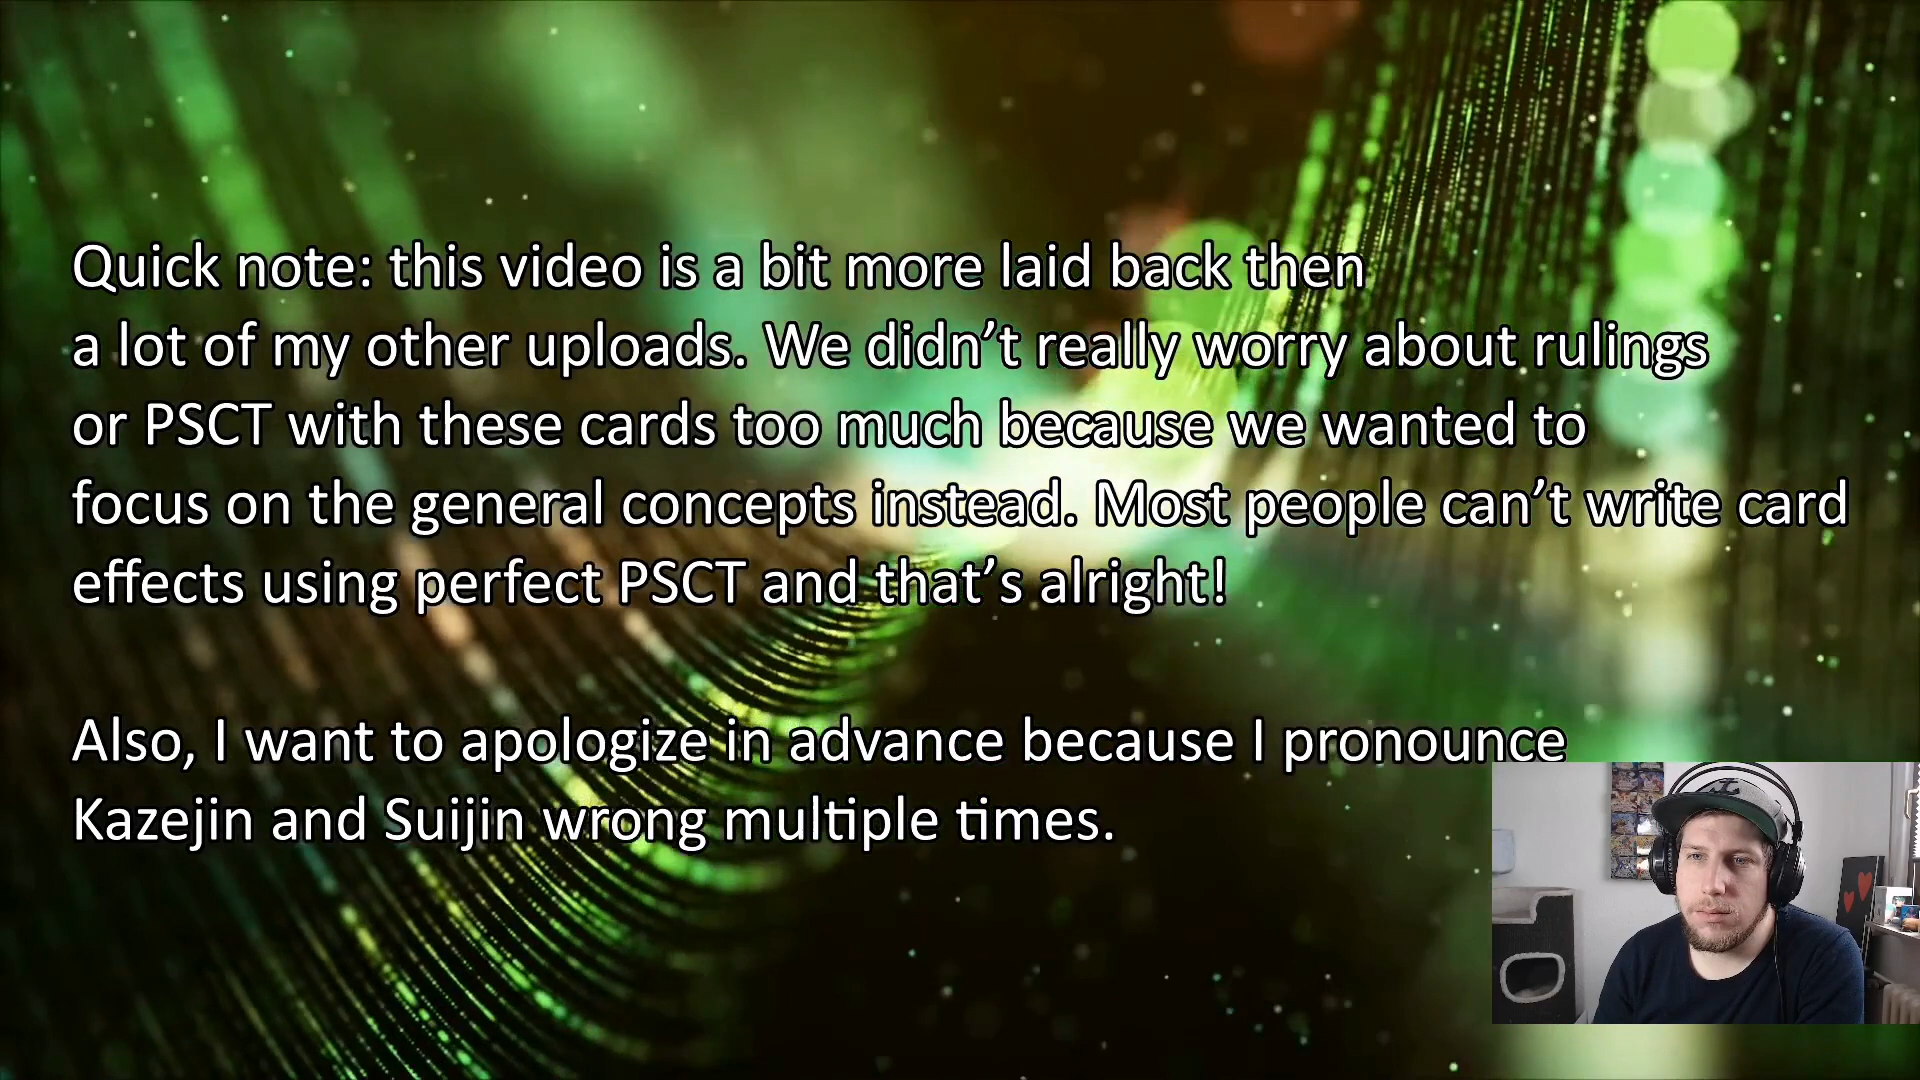 Quick note: this video is a bit more laid back then
a lot of my other uploads. We didn’t really worry about rulings
or PSCT with these cards too much because we wanted to
focus on the general concepts instead. Most people can’t write card
effects using perfect PSCT and that’s alright!
Also, I want to apologize in advance because I pronounce
Kazejin and Suijin wrong multiple times.